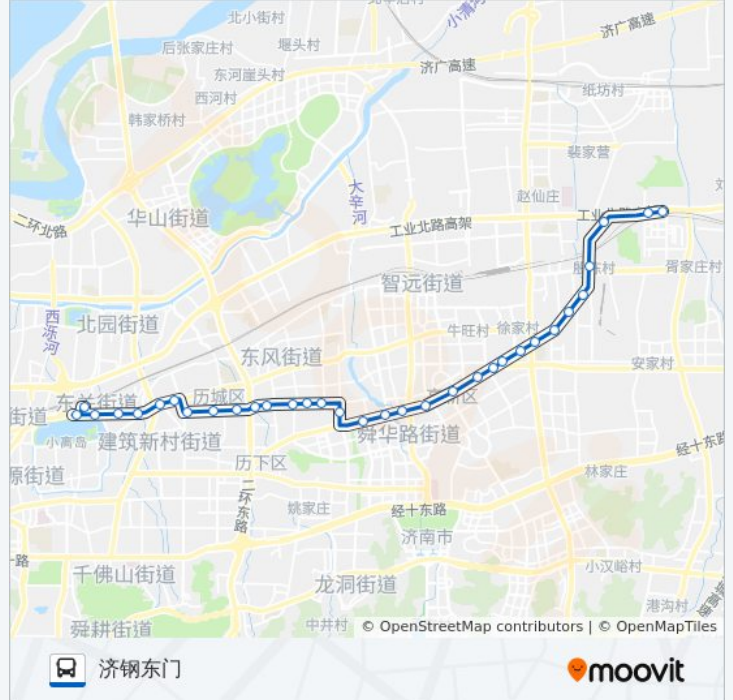 北小街村
小清河
济广高速
后张家庄村
堰头村
济广高速
东河崖头村
西河村
纸坊村
韩家桥村
裴家营
大辛河
赵仙庄
二环北路
华山街道
工业北路高架
胥家庄村
智远街道
西泺河
北园街道
牛旺村
徐家村
东风街道
安家村
历城区
街道
小离岛
建筑新村街道
舜华路街道
经十东路
历下区
源街道
林家庄
二环东路
姚家庄
经十东路
济南市
路
小汉峪村
千佛山街道
龙洞街道
港沟村
中井村
舜耕街道
© OpenStreetMap contributors | © OpenMapTiles
济钢东门
moovit